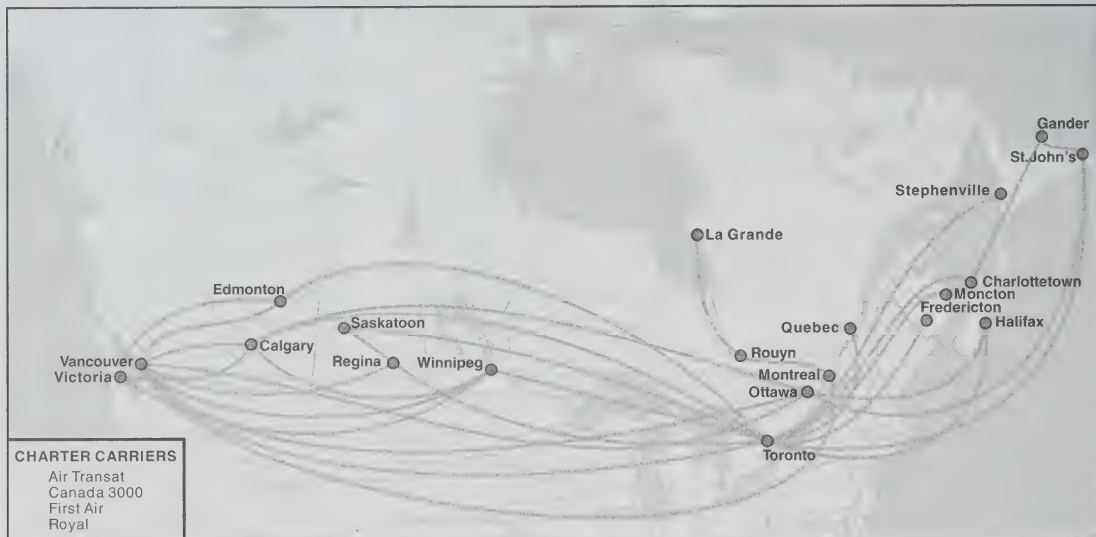 Gander
St.John's
Stephenville
La Grande
Charlottetown
Edmonton
Moncton
Fredericton
Saskatoon
Quebec
Halifax
Calgary
Rouyn
Vancouver
Regina
Winnipeg
Victoria
Montreal
Ottawa
Toronto
CHARTER CARRIERS
Air Transat
Canada 3000
First Air
Royal